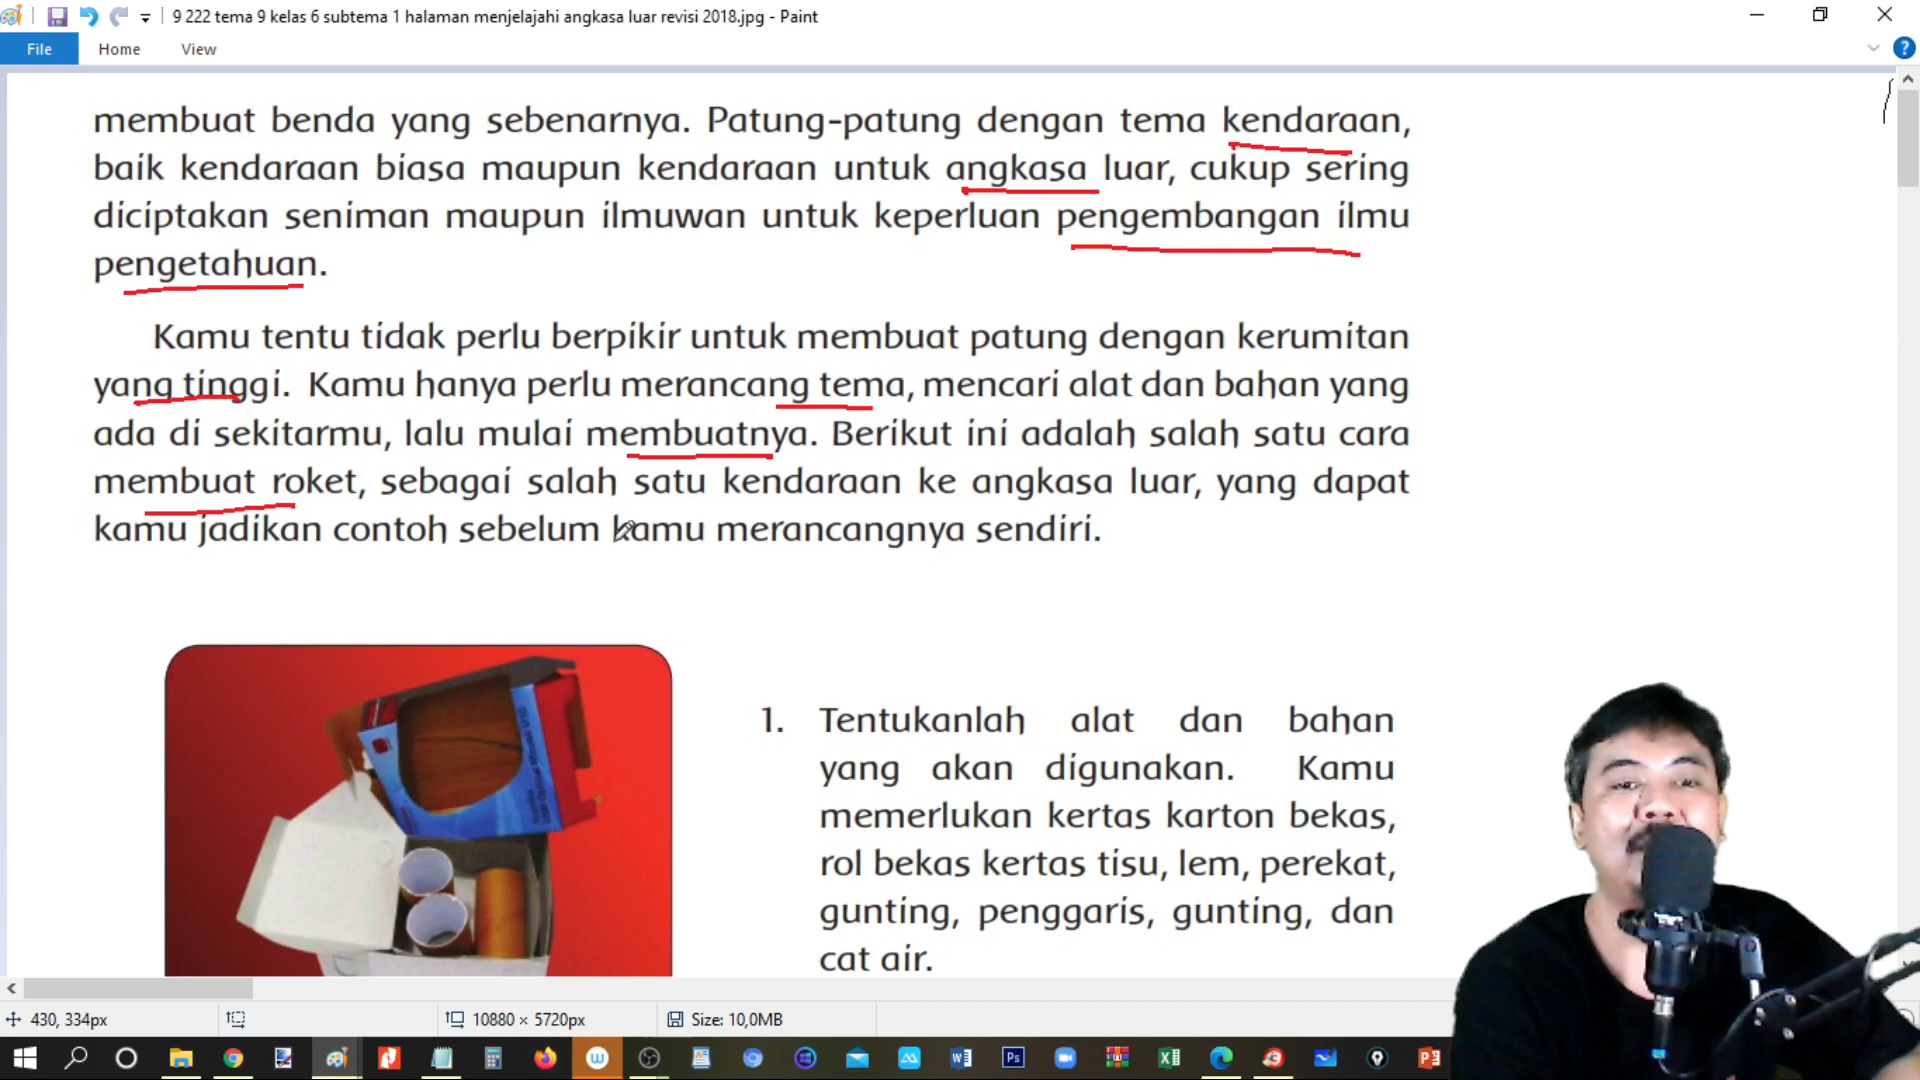 9 222 tema 9 kelas 6 subtema 1 halaman menjelajahi angkasa luar revisi 2018.jpg - Paint
File Home View
membuat benda yang sebenarnya. Patung-patung dengan tema kendaraan,
baik kendaraan biasa maupun kendaraan untuk angkasa luar, cukup sering
diciptakan seniman maupun ilmuwan untuk keperluan pengembangan ilmu
pengetahuan.
Kamu tentu tidak perlu berpikir untuk membuat patung dengan kerumitan
yang tinggi. Kamu hanya perlu merancang tema, mencari alat dan bahan yang
ada di sekitarmu, lalu mulai membuatnya. Berikut ini adalah salah satu cara
membuat roket, sebagai salah satu kendaraan ke angkasa luar, yang dapat
kamu jadikan contoh sebelum kamu merancangnya sendiri.
1. Tentukanlah alat dan bahan
yang akan digunakan. Kamu
memerlukan kertas karton bekas,
rol bekas kertas tisu, lem, perekat,
gunting, penggaris, gunting, dan
cat air.
430, 334px
10880 × 5720px
Size: 10,0MB